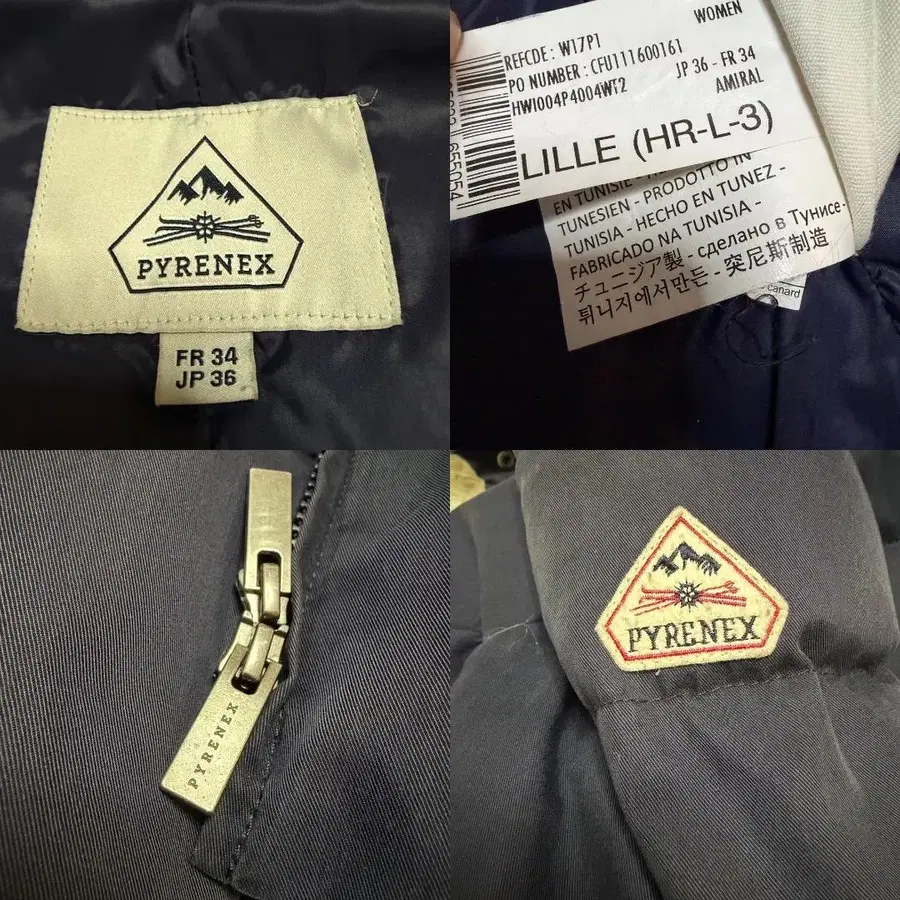 PYRENEX
FR 34
JP 36
WOMEN
REFCDE : W17P1
PO NUMBER : CFU111600161
JP 36 - FR 34
HWI004P4004WT2
AMIRAL
LILLE (HR-L-3)
655054
EN TUNISIE -
TUNESIEN - PRODOTTO IN
TUNISIA - HECHO EN TUNEZ -
FABRICADO NA TUNISIA -
チュニジア製 - сделано в Тунисе-
튀니지에서만든- 突尼斯制造
canard
PYRENEX
PYRENEX